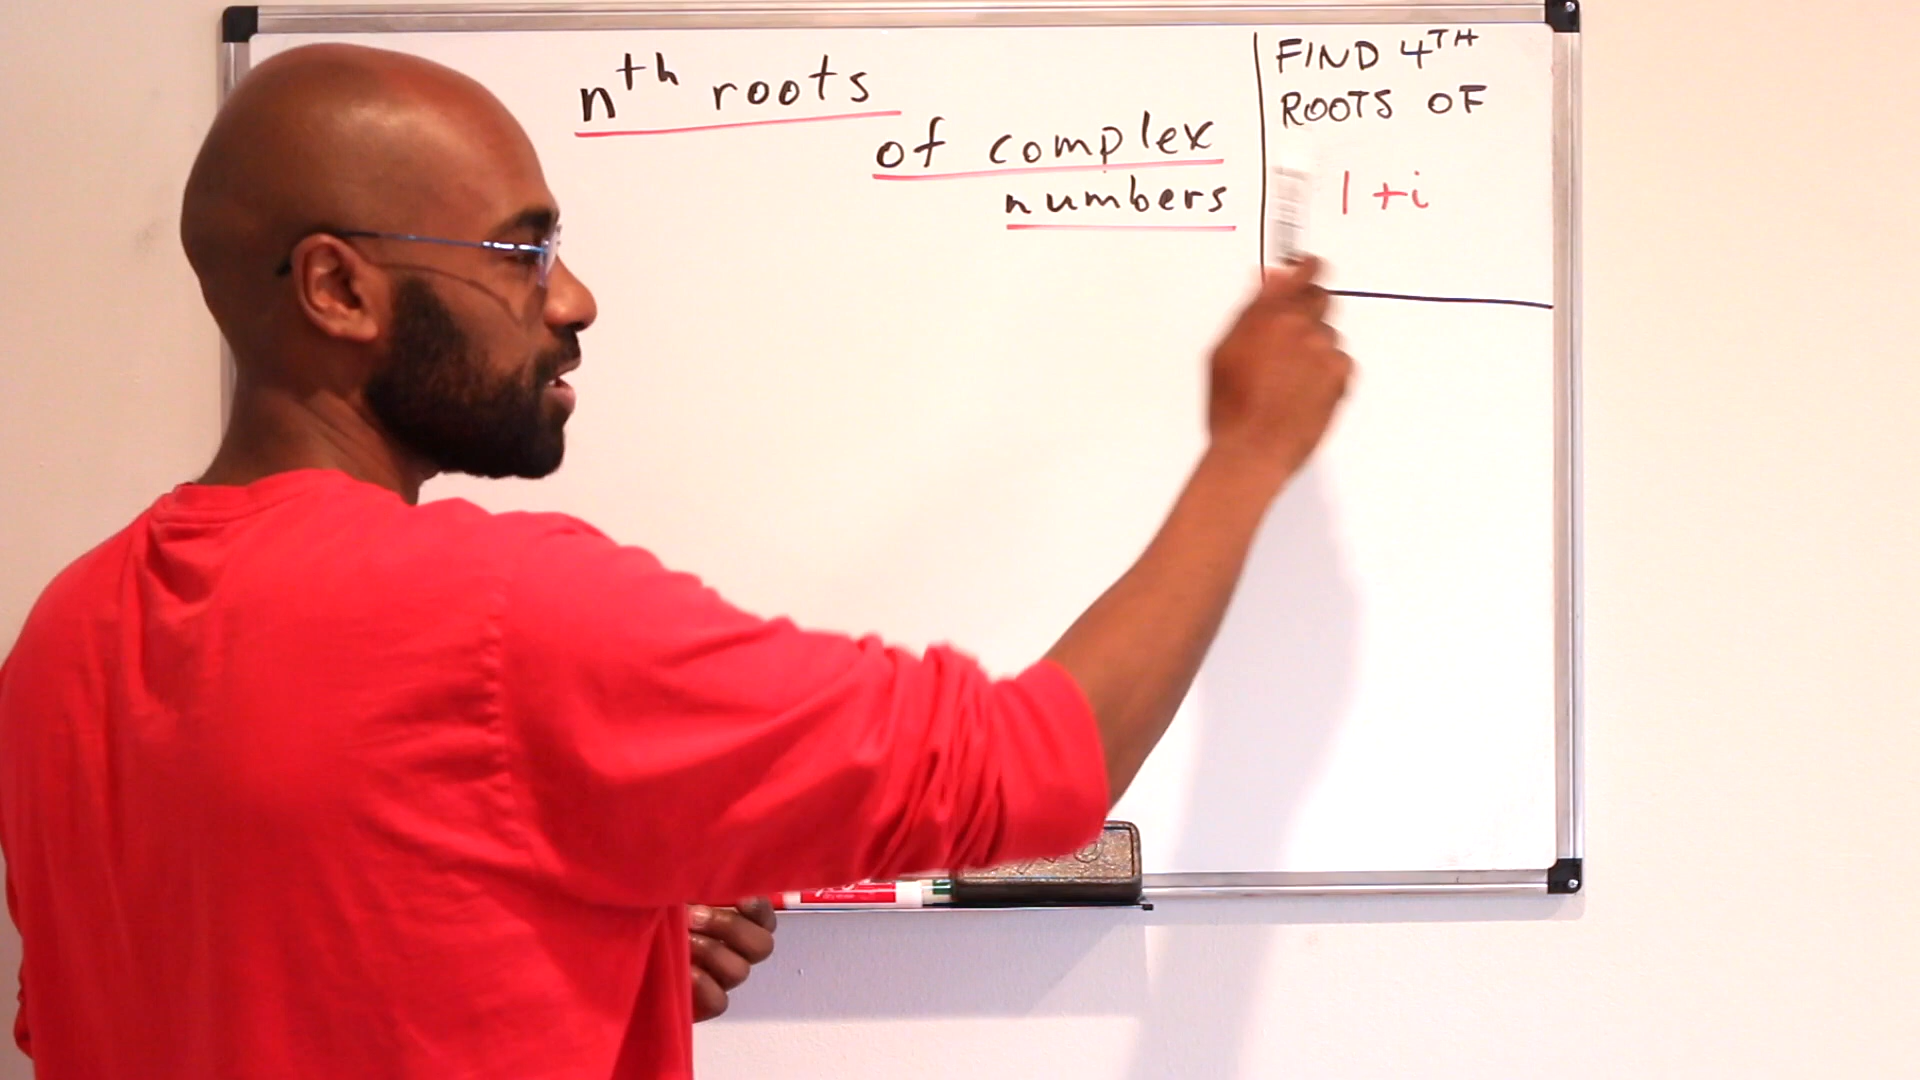 nth roots
of complex
numbers
FIND 4TH
ROOTS OF
1 + i